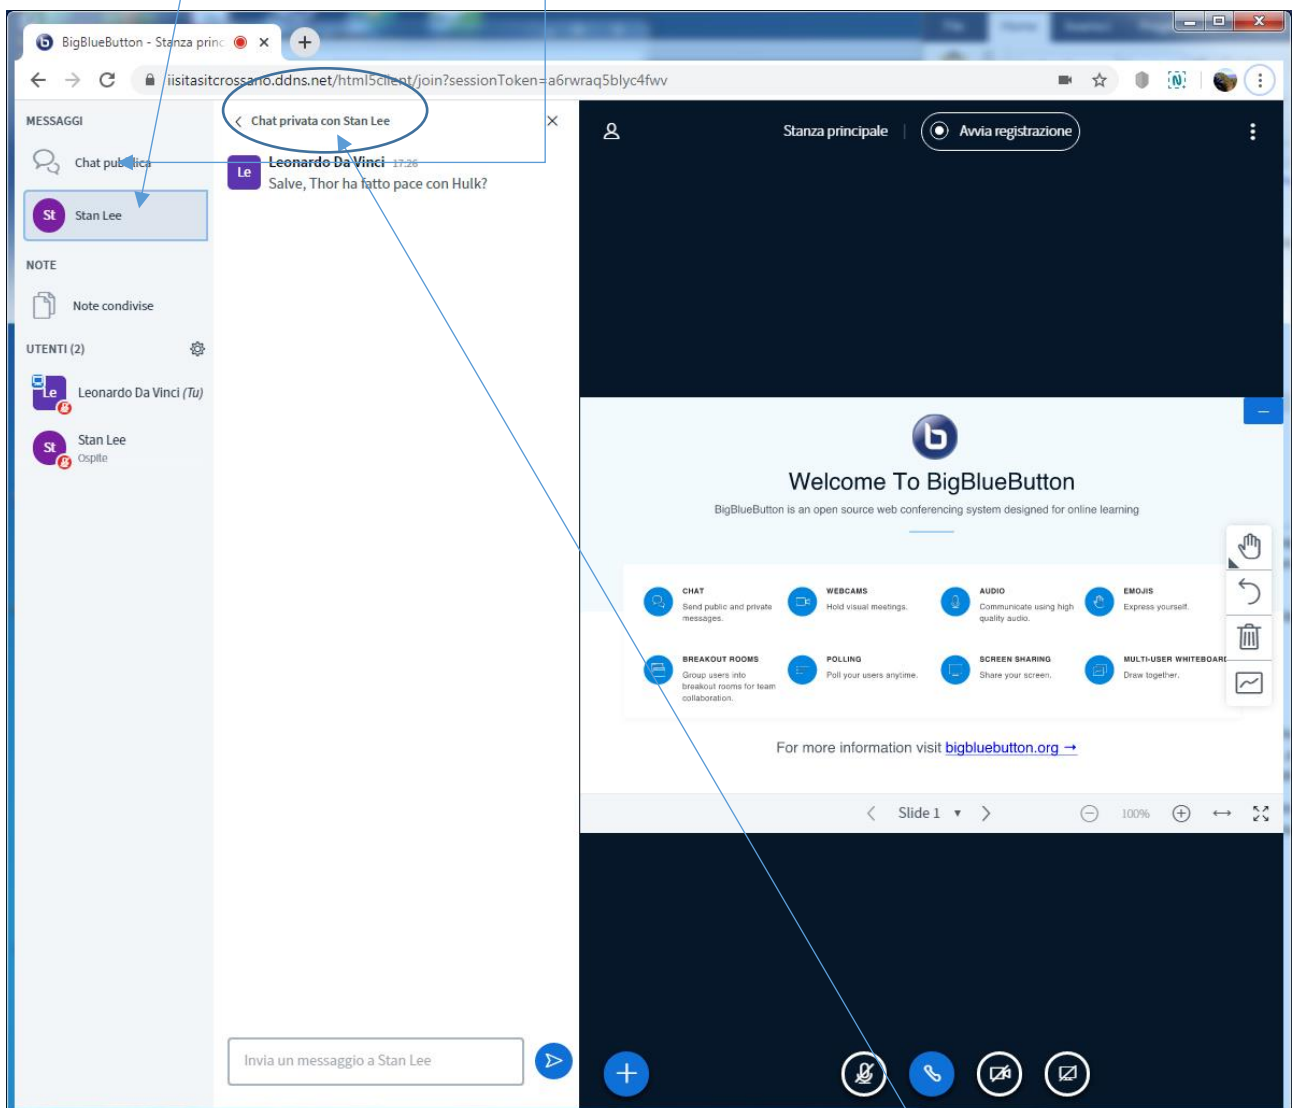 BigBlueButton - Stanza princ
iisitasitcrossano.ddns.net/html5client/join?sessionToken=a6rwraq5blyc4fwv
MESSAGGI
Chat pubblica
St Stan Lee
NOTE
Note condivise
UTENTI (2)
Le Leonardo Da Vinci (Tu)
St Stan Lee
Ospite
Chat privata con Stan Lee
Le Leonardo Da Vinci 17:26
Salve, Thor ha fatto pace con Hulk?
Invia un messaggio a Stan Lee
Stanza principale
Avvia registrazione
Welcome To BigBlueButton
BigBlueButton is an open source web conferencing system designed for online learning
CHAT
Send public and private
messages.
WEBCAMS
Hold visual meetings.
AUDIO
Communicate using high
quality audio.
EMOJIS
Express yourself.
BREAKOUT ROOMS
Group users into
breakout rooms for team
collaboration.
POLLING
Poll your users anytime.
SCREEN SHARING
Share your screen.
MULTI-USER WHITEBOARD
Draw together.
For more information visit bigbluebutton.org →
Slide 1
100%